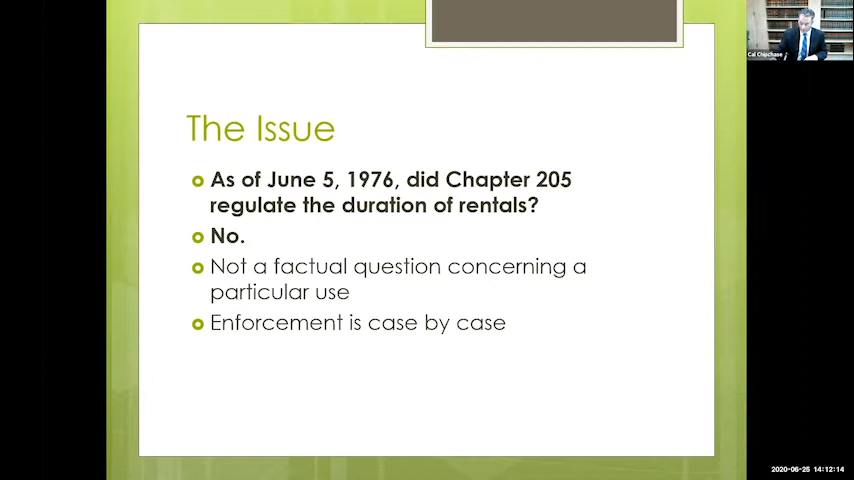 Cal Chipchase
The Issue
As of June 5, 1976, did Chapter 205
regulate the duration of rentals?
No.
Not a factual question concerning a
particular use
Enforcement is case by case
2020-06-25 14:12:14